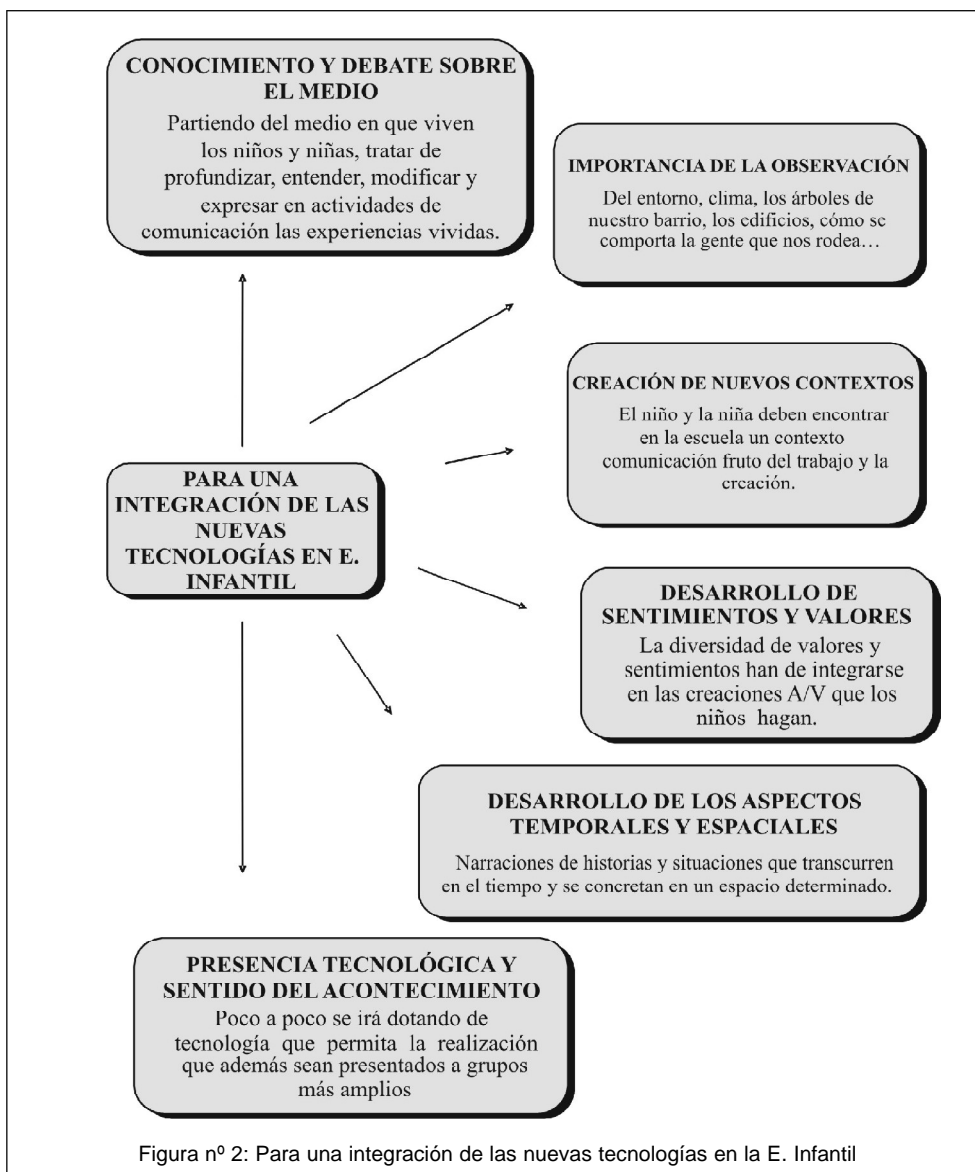 CONOCIMIENTO Y DEBATE SOBRE
EL MEDIO
Partiendo del medio en que viven
los niños y niñas, tratar de
profundizar, entender, modificar y
expresar en actividades de
comunicación las experiencias vividas.
IMPORTANCIA DE LA OBSERVACIÓN
Del entorno, clima, los árboles de
nuestro barrio, los edificios, cómo se
comporta la gente que nos rodea…
CREACIÓN DE NUEVOS CONTEXTOS
El niño y la niña deben encontrar
en la escuela un contexto
comunicación fruto del trabajo y la
creación.
PARA UNA
INTEGRACIÓN DE LAS
NUEVAS
TECNOLOGÍAS EN E.
INFANTIL
DESARROLLO DE
SENTIMIENTOS Y VALORES
La diversidad de valores y
sentimientos han de integrarse
en las creaciones A/V que los
niños hagan.
DESARROLLO DE LOS ASPECTOS
TEMPORALES Y ESPACIALES
Narraciones de historias y situaciones que transcurren
en el tiempo y se concretan en un espacio determinado.
PRESENCIA TECNOLÓGICA Y
SENTIDO DEL ACONTECIMIENTO
Poco a poco se irá dotando de
tecnología que permita la realización
que además sean presentados a grupos
más amplios
Figura nº 2: Para una integración de las nuevas tecnologías en la E. Infantil